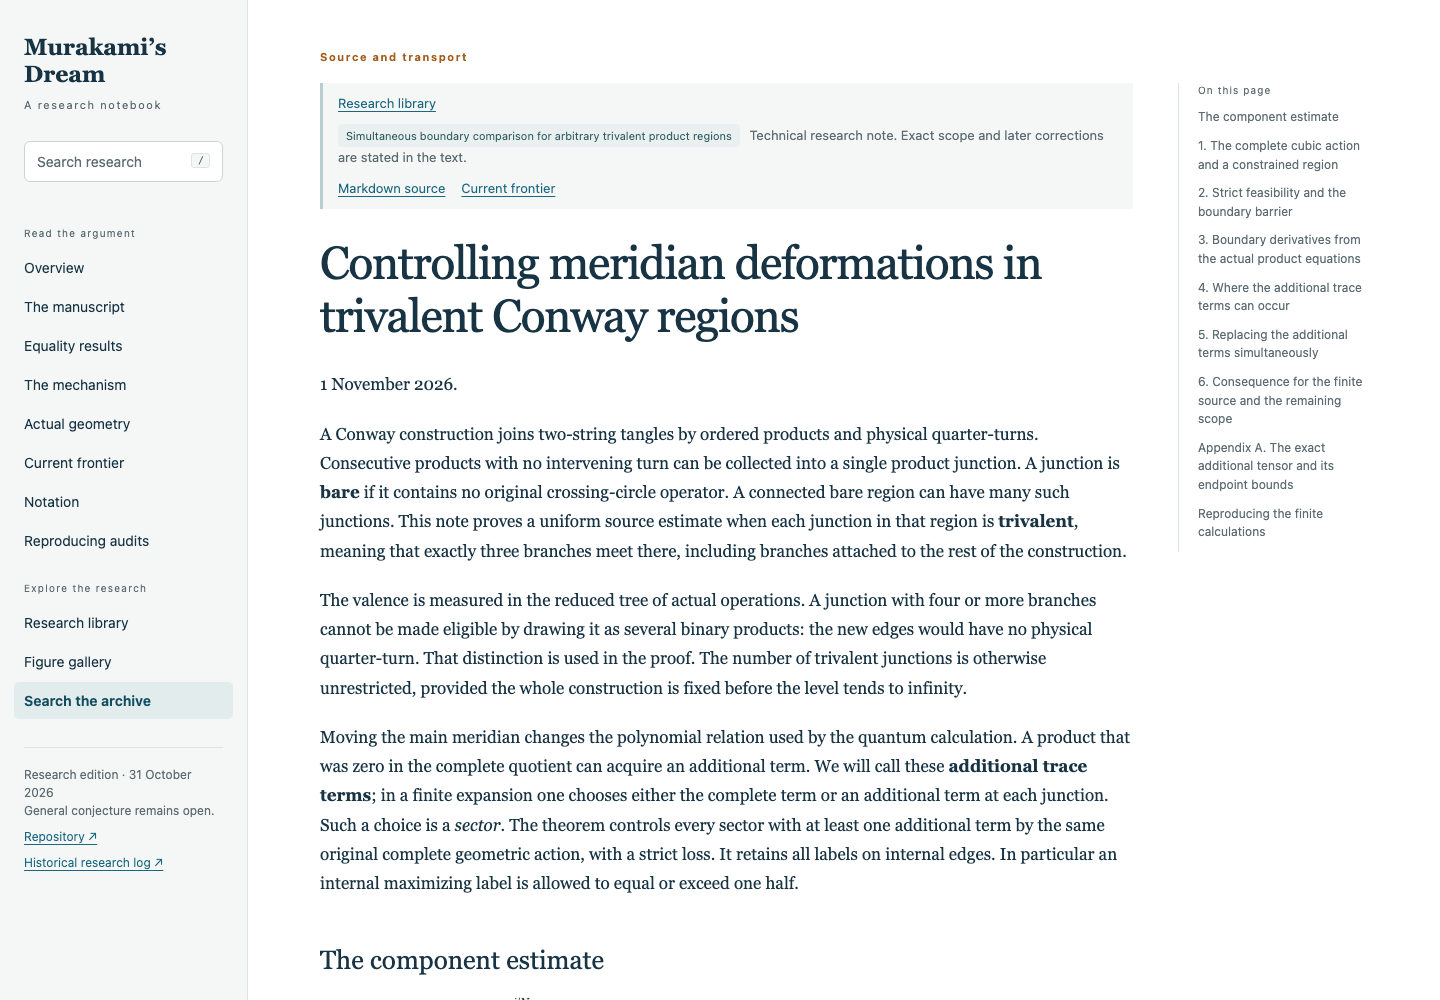 Murakami’s
Dream
A research notebook
Search research /
Read the argument
Overview
The manuscript
Equality results
The mechanism
Actual geometry
Current frontier
Notation
Reproducing audits
Explore the research
Research library
Figure gallery
Search the archive
Research edition · 31 October
2026
General conjecture remains open.
Repository ↗
Historical research log ↗
Source and transport
Research library
Simultaneous boundary comparison for arbitrary trivalent product regions Technical research note. Exact scope and later corrections
are stated in the text.
Markdown source Current frontier
Controlling meridian deformations in
trivalent Conway regions
1 November 2026.
A Conway construction joins two-string tangles by ordered products and physical quarter-turns.
Consecutive products with no intervening turn can be collected into a single product junction. A junction is
bare if it contains no original crossing-circle operator. A connected bare region can have many such
junctions. This note proves a uniform source estimate when each junction in that region is trivalent,
meaning that exactly three branches meet there, including branches attached to the rest of the construction.
The valence is measured in the reduced tree of actual operations. A junction with four or more branches
cannot be made eligible by drawing it as several binary products: the new edges would have no physical
quarter-turn. That distinction is used in the proof. The number of trivalent junctions is otherwise
unrestricted, provided the whole construction is fixed before the level tends to infinity.
Moving the main meridian changes the polynomial relation used by the quantum calculation. A product that
was zero in the complete quotient can acquire an additional term. We will call these additional trace
terms; in a finite expansion one chooses either the complete term or an additional term at each junction.
Such a choice is a sector. The theorem controls every sector with at least one additional term by the same
original complete geometric action, with a strict loss. It retains all labels on internal edges. In particular an
internal maximizing label is allowed to equal or exceed one half.
The component estimate
On this page
The component estimate
1. The complete cubic action
and a constrained region
2. Strict feasibility and the
boundary barrier
3. Boundary derivatives from
the actual product equations
4. Where the additional trace
terms can occur
5. Replacing the additional
terms simultaneously
6. Consequence for the finite
source and the remaining
scope
Appendix A. The exact
additional tensor and its
endpoint bounds
Reproducing the finite
calculations